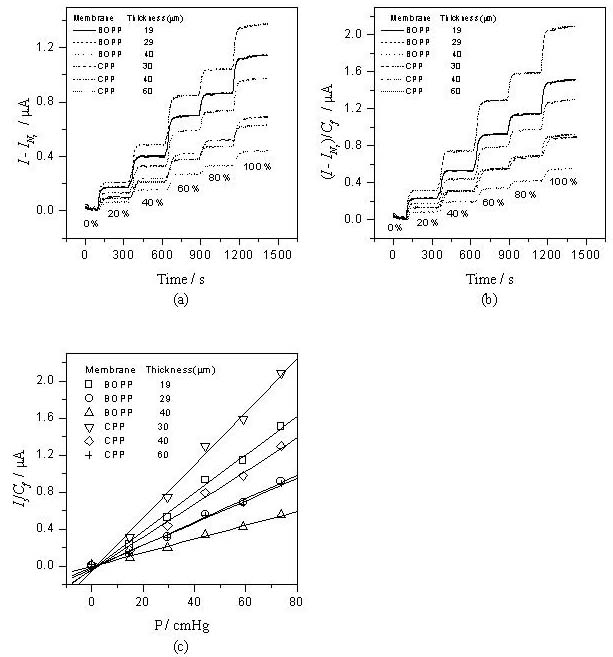 Membrane Thickness(μm)
BOPP 19
BOPP 29
BOPP 40
CPP 30
CPP 40
CPP 60
1.2
0.8
0.4
0.0
I - I_N, / μA
0%
20 %
40 %
60 %
80 %
100 %
0 300 600 900 1200 1500
Time / s
(a)
Membrane Thickness(μm)
BOPP 19
BOPP 29
BOPP 40
CPP 30
CPP 40
CPP 60
2.0
1.6
1.2
0.8
0.4
0.0
(I - I_N,)/C_f / μA
0%
20 %
40 %
60 %
80 %
100 %
0 300 600 900 1200 1500
Time / s
(b)
Membrane Thickness(μm)
BOPP 19
BOPP 29
BOPP 40
CPP 30
CPP 40
CPP 60
2.0
1.6
1.2
0.8
0.4
0.0
/C_f / μA
0 20 40 60 80
P / cmHg
(c)